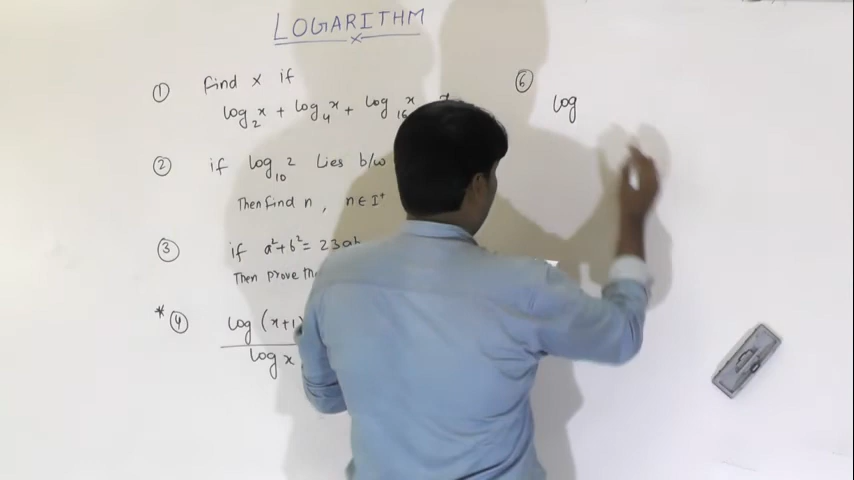 LOGARITHM
① Find x if
log₂x + log₄x + log₁₆x
② if log₁₀2 Lies b/w
Then find n, n∈I⁺
③ if a²+b²= 23ab
Then prove
* ④ log (x+1)
log x
⑥
log